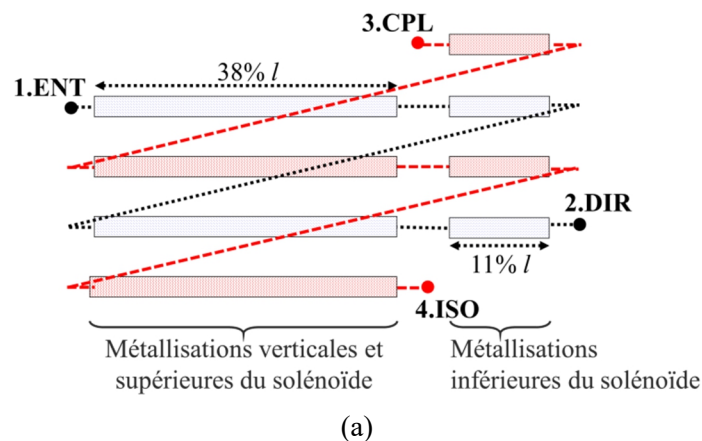 3.CPL
38% l
1.ENT
2.DIR
11% l
4.ISO
Métallisations verticales et
supérieures du solénoïde
Métallisations
inférieures du solénoïde
(a)